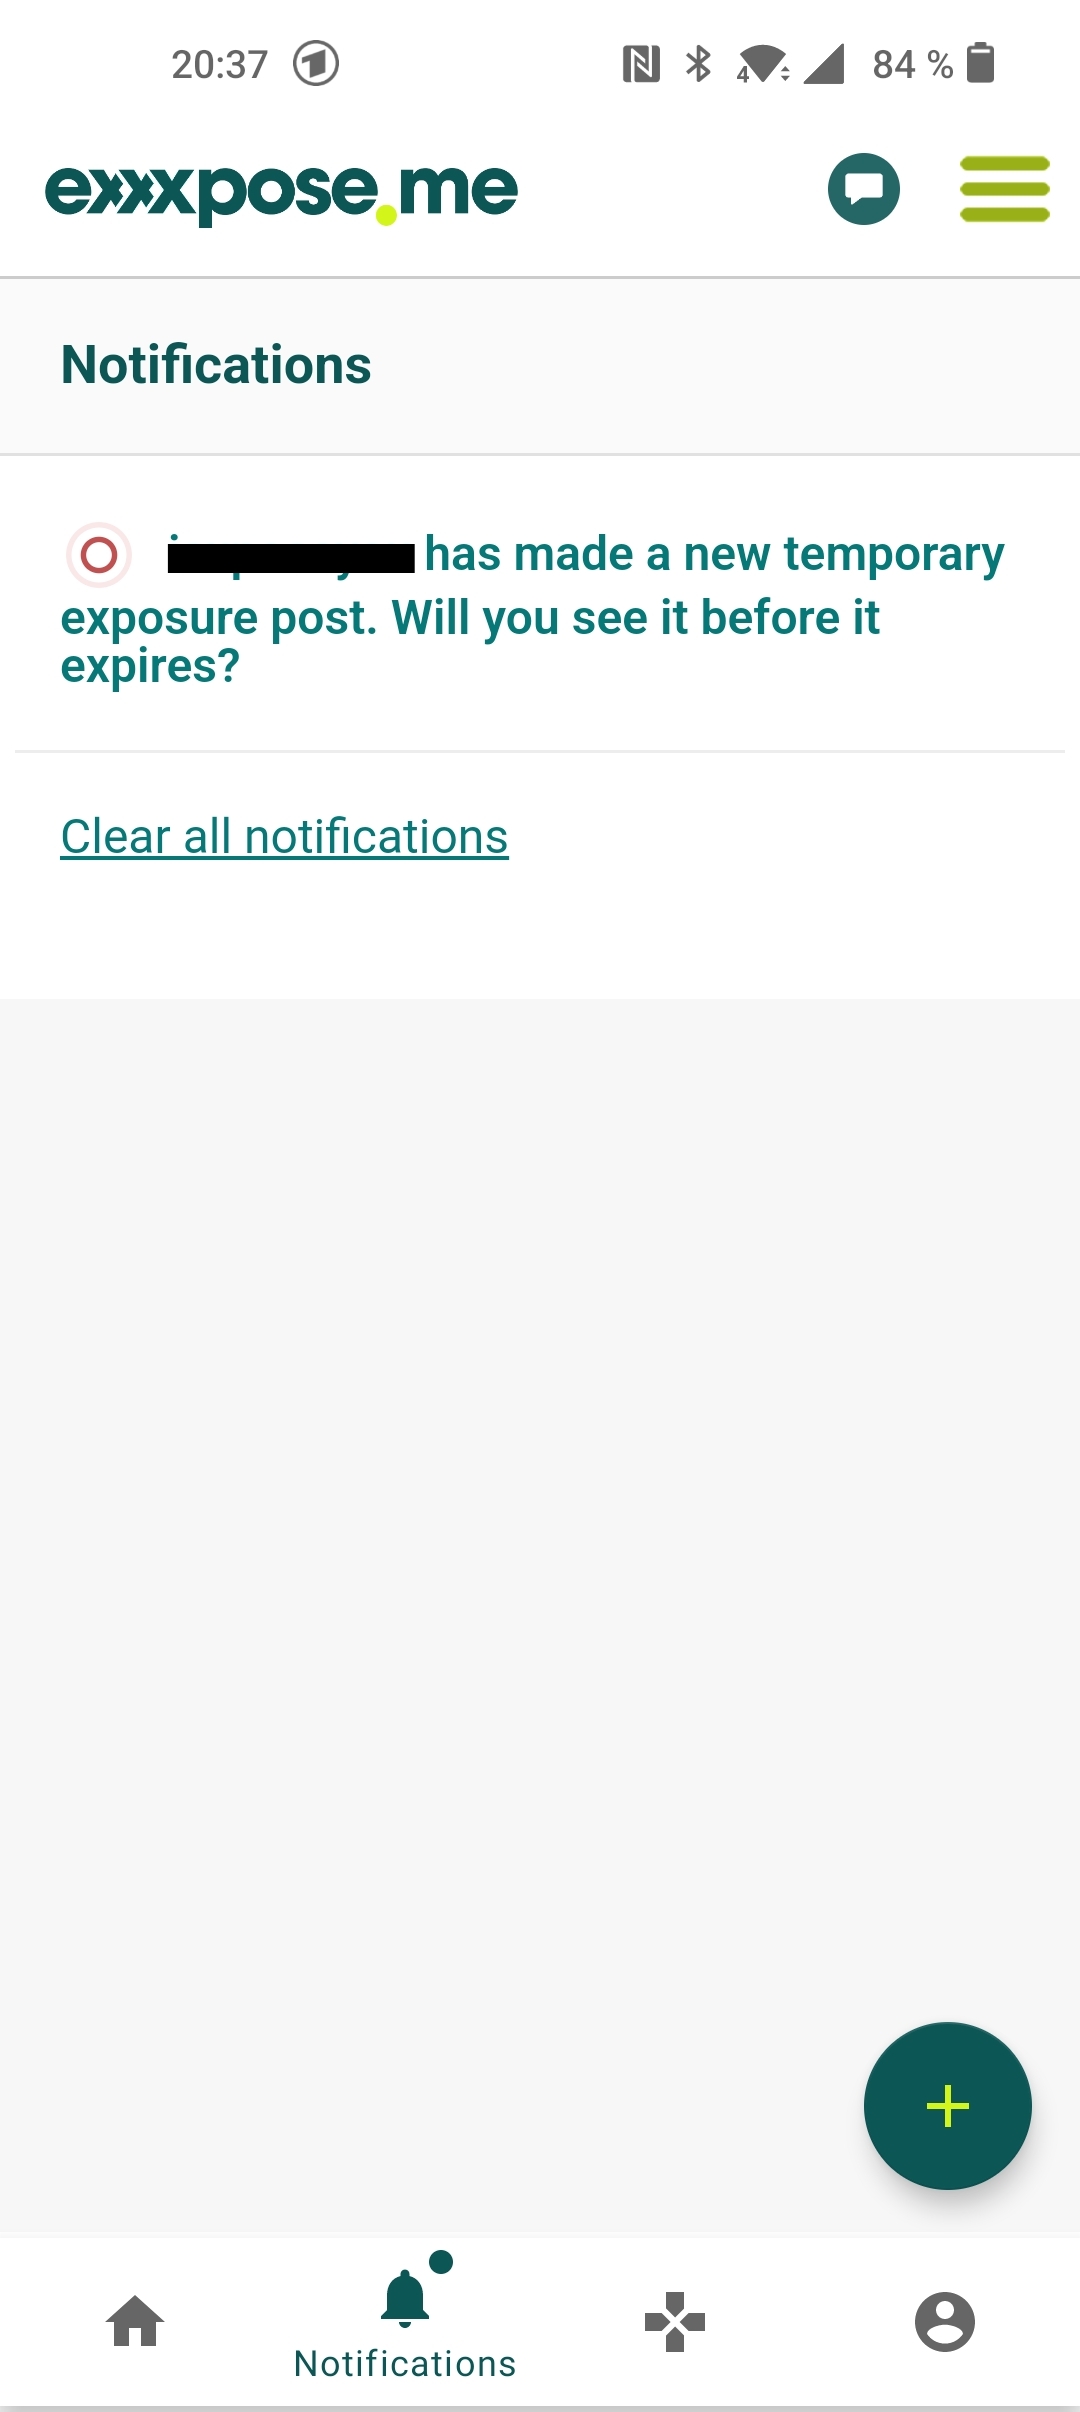 20:37
84 %
exxxpose.me
Notifications
has made a new temporary
exposure post. Will you see it before it
expires?
Clear all notifications
Notifications